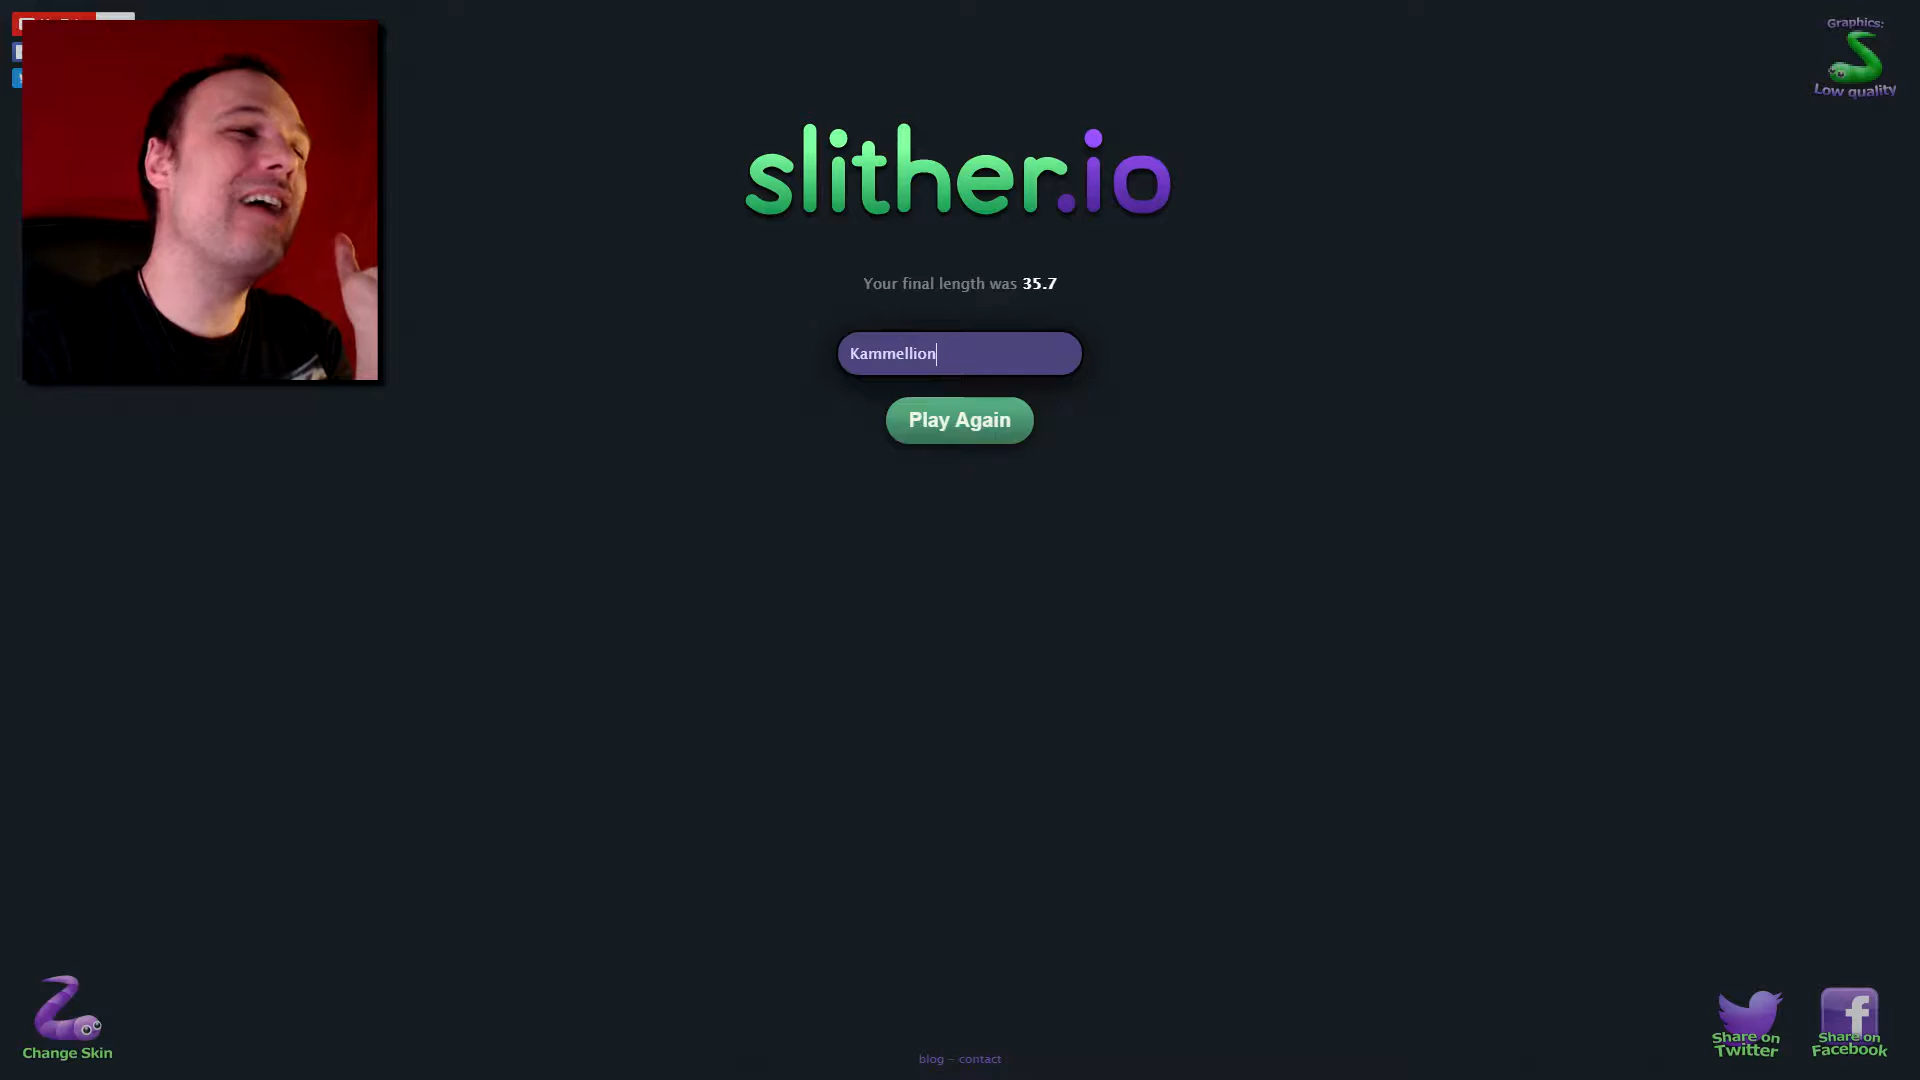 Graphics:
Low quality
slither.io
Your final length was 35.7
Kammellion
Play Again
Change Skin
Share on
Twitter
Share on
Facebook
blog - contact